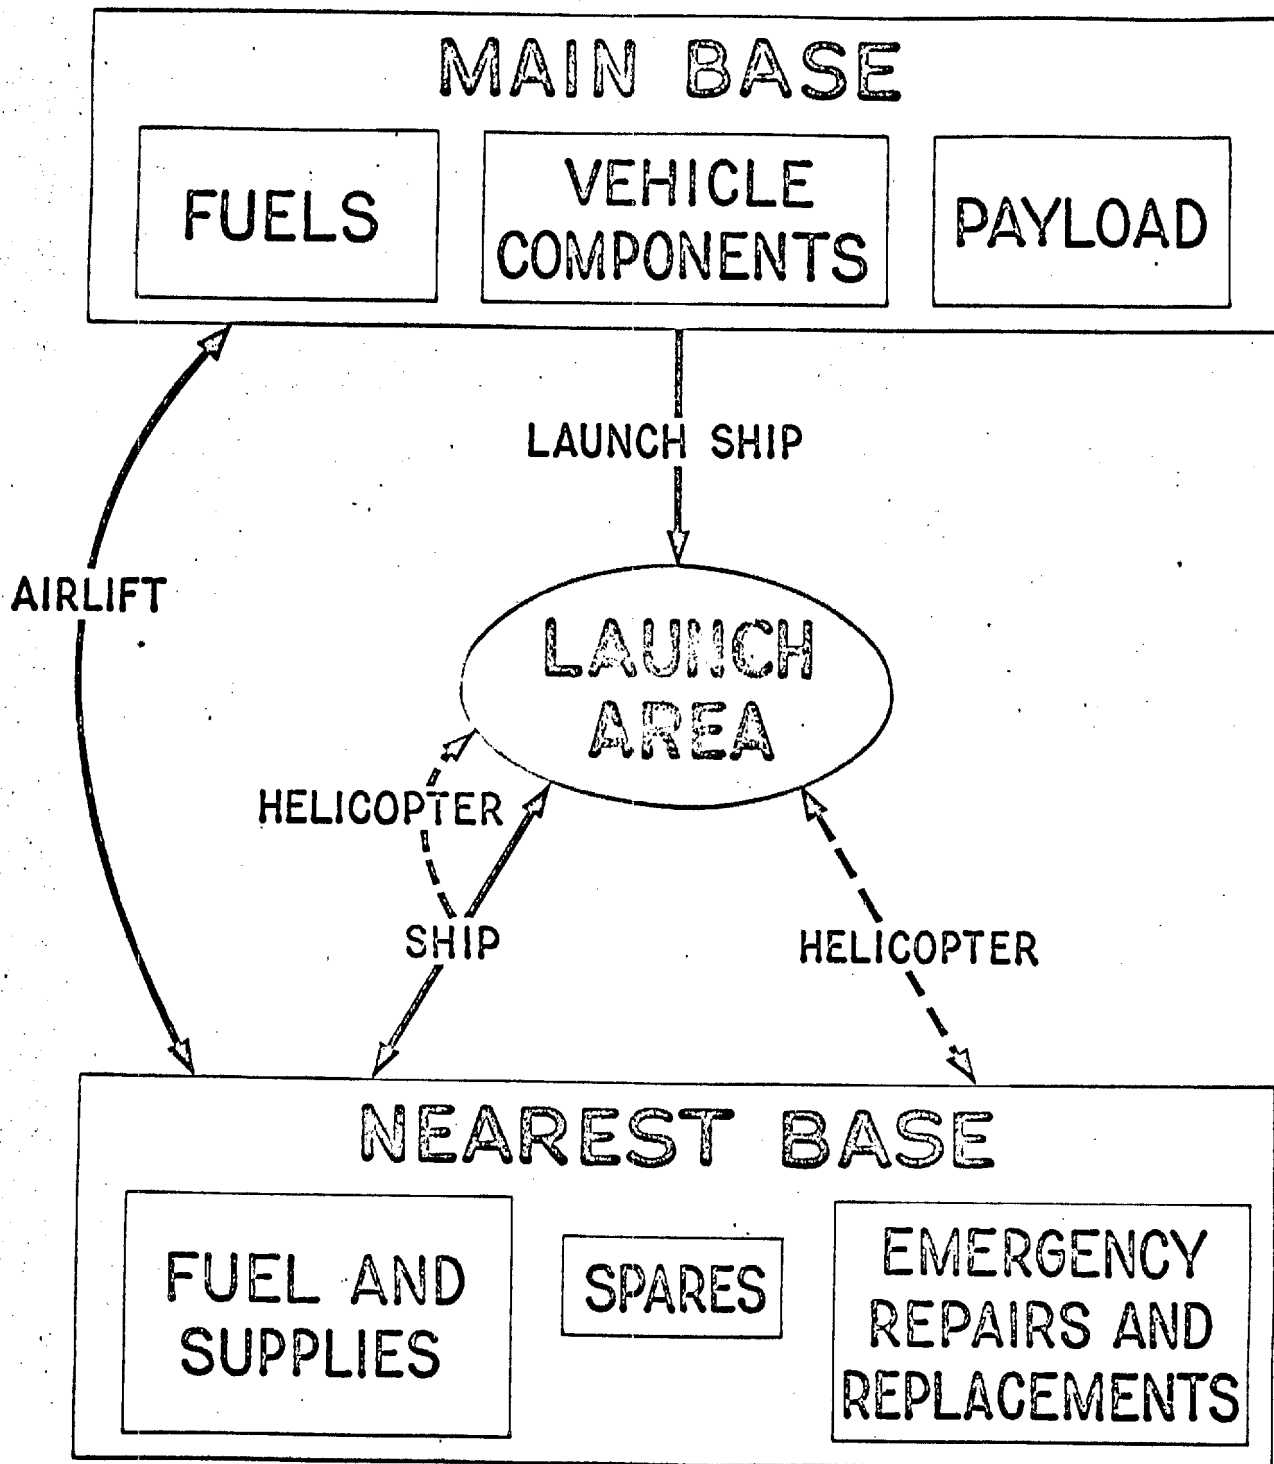 MAIN BASE
FUELS
VEHICLE
COMPONENTS
PAYLOAD
LAUNCH SHIP
AIRLIFT
LAUNCH
AREA
HELICOPTER
SHIP
HELICOPTER
NEAREST BASE
FUEL AND
SUPPLIES
SPARES
EMERGENCY
REPAIRS AND
REPLACEMENTS